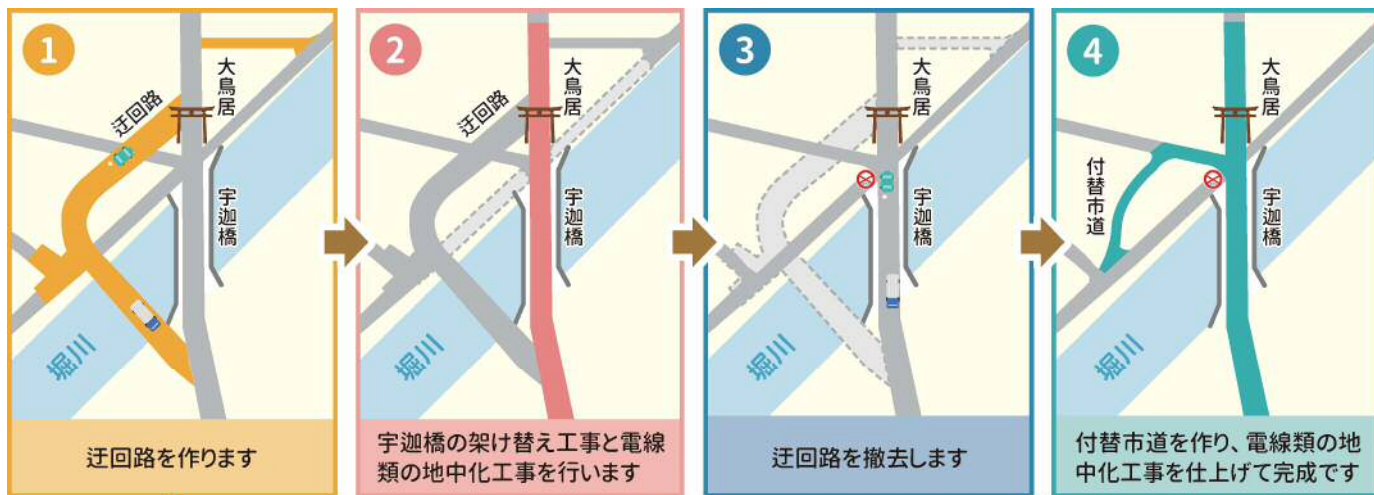 1
大鳥居
迂回路
宇迦橋
堀川
迂回路を作ります
2
大鳥居
迂回路
宇迦橋
堀川
宇迦橋の架け替え工事と電線
類の地中化工事を行います
3
大鳥居
宇迦橋
堀川
迂回路を撤去します
4
大鳥居
付替市道
宇迦橋
堀川
付替市道を作り、電線類の地
中化工事を仕上げて完成です